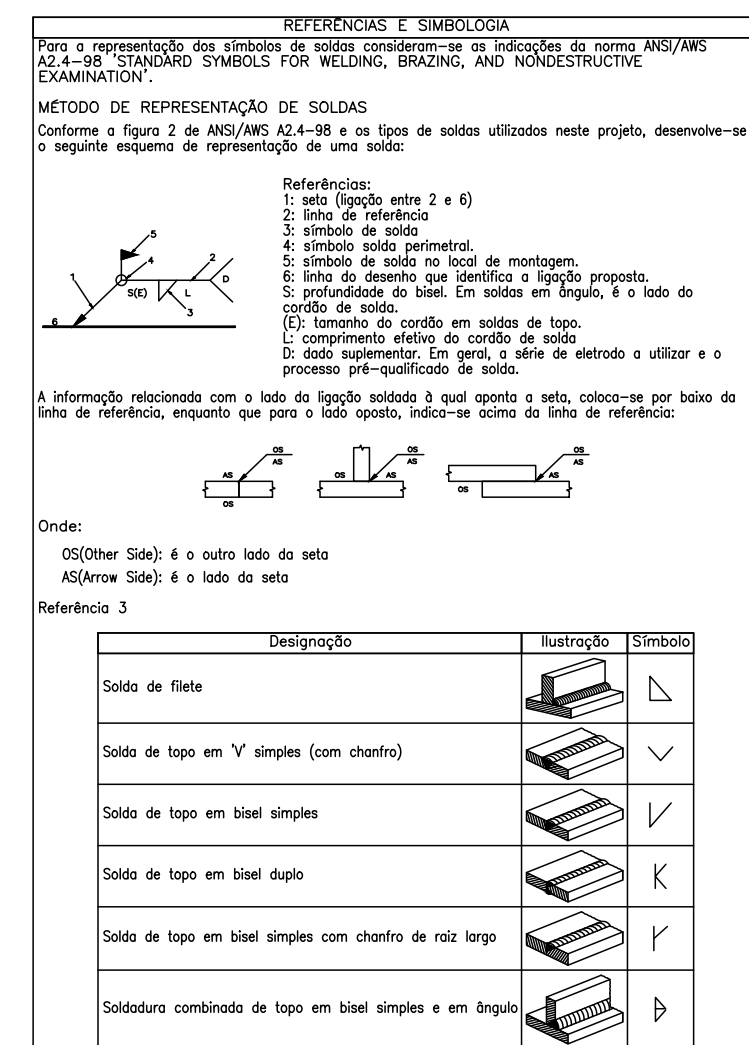 REFERÊNCIAS E SIMBOLOGIA
Para a representação dos símbolos de soldas consideram-se as indicações da norma ANSI/AWS
A2.4-98 'STANDARD SYMBOLS FOR WELDING, BRAZING, AND NONDESTRUCTIVE
EXAMINATION'.
MÉTODO DE REPRESENTAÇÃO DE SOLDAS
Conforme a figura 2 de ANSI/AWS A2.4-98 e os tipos de soldas utilizados neste projeto, desenvolve-se
o seguinte esquema de representação de uma solda:
Referências:
1: seta (ligação entre 2 e 6)
2: linha de referência
3: símbolo de solda
4: símbolo solda perimetral.
5: símbolo de solda no local de montagem.
6: linha do desenho que identifica a ligação proposta.
S: profundidade do bisel. Em soldas em ângulo, é o lado do
cordão de solda.
(E): tamanho do cordão em soldas de topo.
L: comprimento efetivo do cordão de solda
D: dado suplementar. Em geral, a série de eletrodo a utilizar e o
processo pré-qualificado de solda.
5
4
2
1
S(E)
L
D
3
6
A informação relacionada com o lado da ligação soldada à qual aponta a seta, coloca-se por baixo da
linha de referência, enquanto que para o lado oposto, indica-se acima da linha de referência:
OS
AS
AS
OS
OS
AS
OS
AS
OS
AS
AS
OS
Onde:
OS(Other Side): é o outro lado da seta
AS(Arrow Side): é o lado da seta
Referência 3
Designação Ilustração Símbolo
Solda de filete
Solda de topo em 'V' simples (com chanfro)
Solda de topo em bisel simples
Solda de topo em bisel duplo
Solda de topo em bisel simples com chanfro de raiz largo
Soldadura combinada de topo em bisel simples e em ângulo